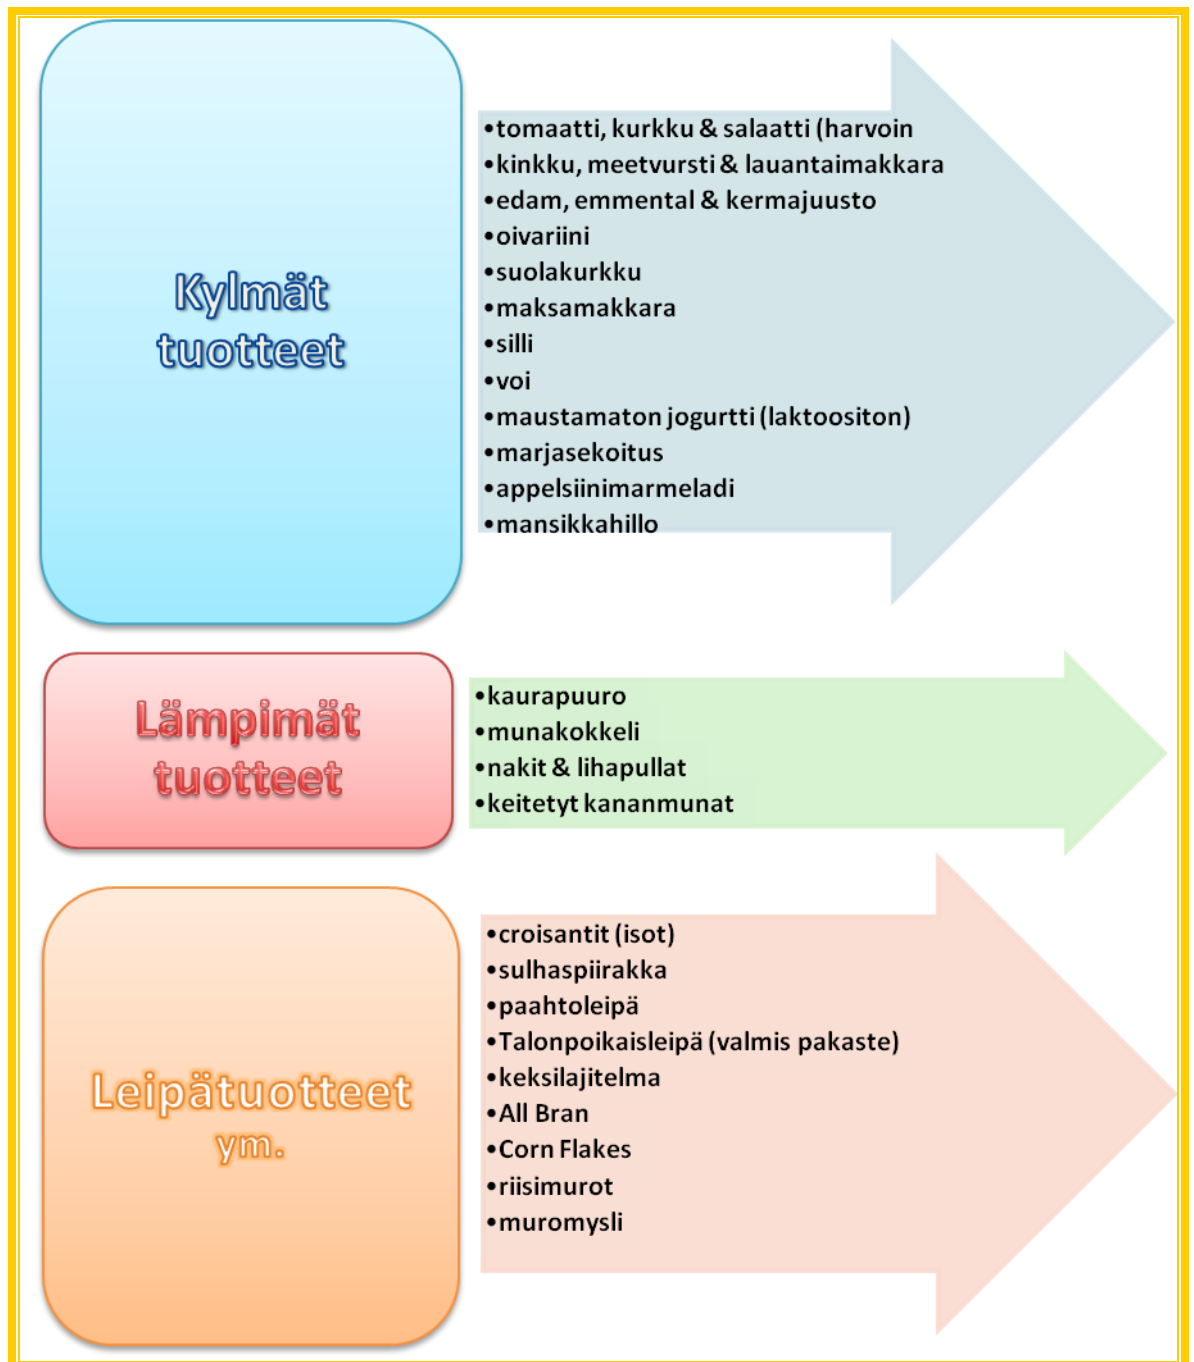 Kylmät
tuotteet
•tomaatti, kurkku & salaatti (harvoin
•kinkku, meetvursti & lauantaimakkara
•edam, emmental & kermajuusto
•oivariini
•suolakurkku
•maksamakkara
•silli
•voi
•maustamaton jogurtti (laktoositon)
•marjasekoitus
•appelsiinimarmeladi
•mansikkahillo
Lämpimät
tuotteet
•kaurapuuro
•munakokkeli
•nakit & lihapullat
•keitetyt kananmunat
Leipätuotteet
ym.
•croisantit (isot)
•sulhaspiirakka
•paahtoleipä
•Talonpoikaisleipä (valmis pakaste)
•keksilajitelma
•All Bran
•Corn Flakes
•riisimurot
•muromysli